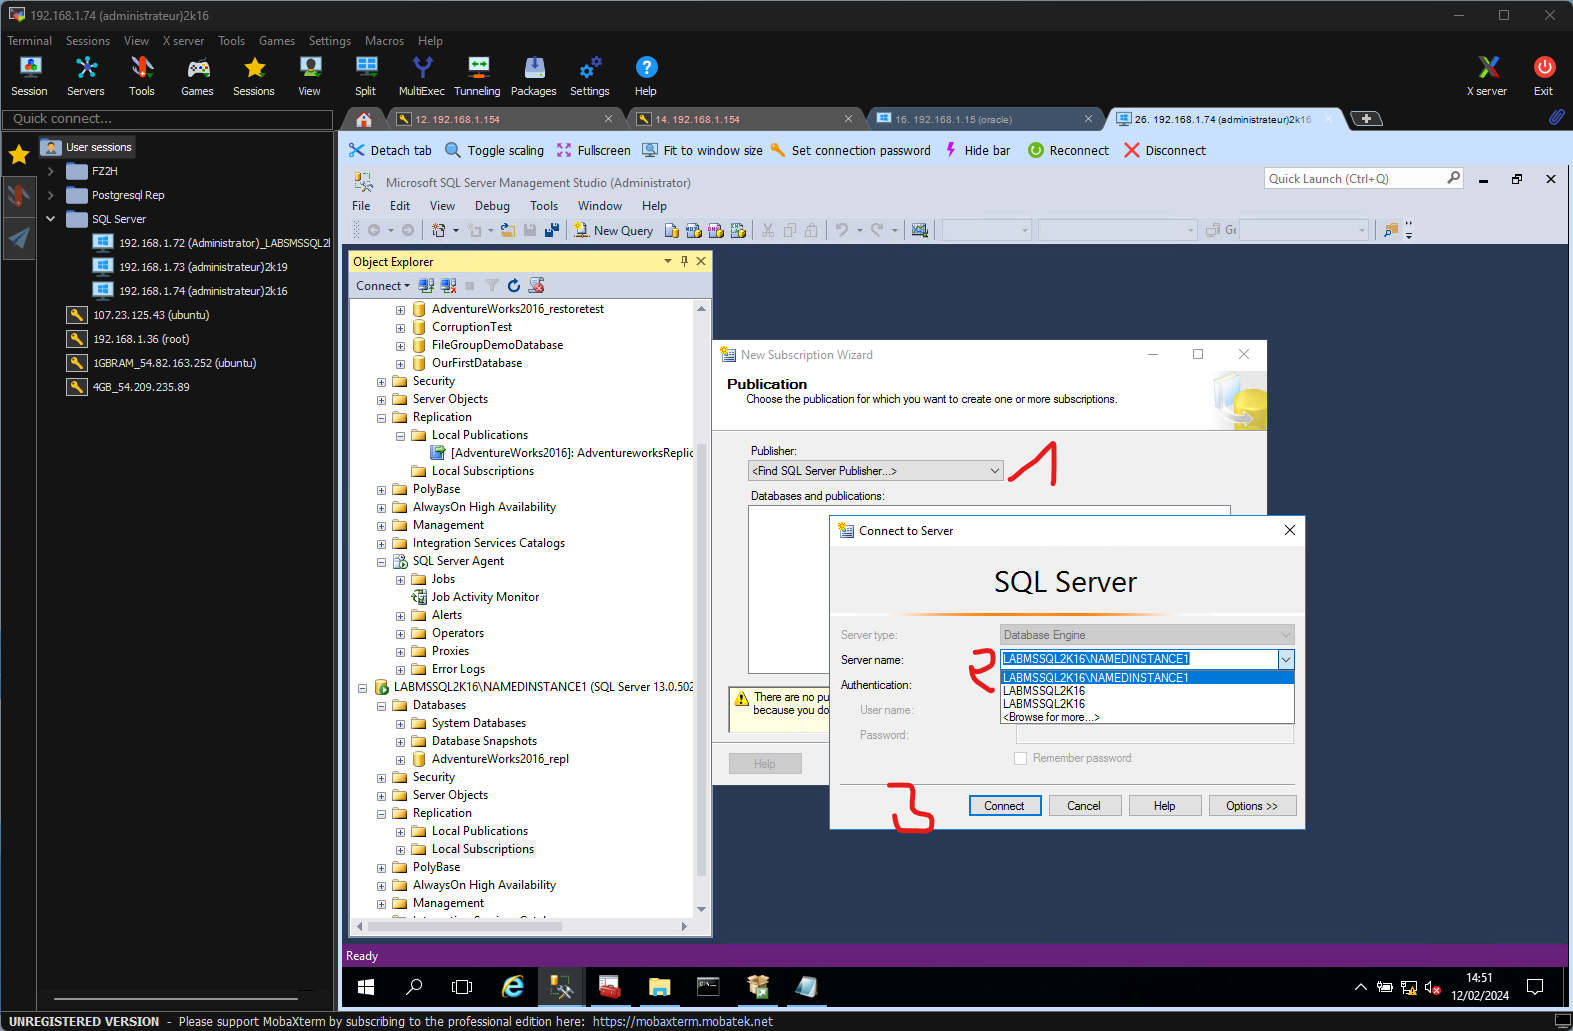 192.168.1.74 (administrateur)2k16
Terminal Sessions View X server Tools Games Settings Macros Help
Session Servers Tools Games Sessions View Split MultiExec Tunneling Packages Settings Help X server Exit
Quick connect...
12. 192.168.1.154
14. 192.168.1.154
16. 192.168.1.15 (oracle)
26. 192.168.1.74 (administrateur)2k16
User sessions
FZ2H
Postgresql Rep
SQL Server
192.168.1.72 (Administrator)_LABSMSSQL2
192.168.1.73 (administrateur)2k19
192.168.1.74 (administrateur)2k16
107.23.125.43 (ubuntu)
192.168.1.36 (root)
1GBRAM_54.82.163.252 (ubuntu)
4GB_54.209.235.89
Detach tab Toggle scaling Fullscreen Fit to window size Set connection password Hide bar Reconnect Disconnect
Microsoft SQL Server Management Studio (Administrator)
Quick Launch (Ctrl+Q)
File Edit View Debug Tools Window Help
New Query
Object Explorer
Connect
AdventureWorks2016_restoretest
CorruptionTest
FileGroupDemoDatabase
OurFirstDatabase
Security
Server Objects
Replication
Local Publications
[AdventureWorks2016]: AdventureworksReplic
Local Subscriptions
PolyBase
AlwaysOn High Availability
Management
Integration Services Catalogs
SQL Server Agent
Jobs
Job Activity Monitor
Alerts
Operators
Proxies
Error Logs
LABMSSQL2K16\NAMEDINSTANCE1 (SQL Server 13.0.502
Databases
System Databases
Database Snapshots
AdventureWorks2016_repl
Security
Server Objects
Replication
Local Publications
Local Subscriptions
PolyBase
AlwaysOn High Availability
Management
New Subscription Wizard
Publication
Choose the publication for which you want to create one or more subscriptions.
Publisher:
<Find SQL Server Publisher...>
1
Databases and publications:
There are no pu
because you do
Help
Connect to Server
SQL Server
Server type: Database Engine
Server name: LABMSSQL2K16\NAMEDINSTANCE1
2
LABMSSQL2K16\NAMEDINSTANCE1
LABMSSQL2K16
LABMSSQL2K16
<Browse for more...>
Authentication:
User name:
Password:
Remember password
3
Connect Cancel Help Options >>
Ready
14:51
12/02/2024
UNREGISTERED VERSION - Please support MobaXterm by subscribing to the professional edition here: https://mobaxterm.mobatek.net